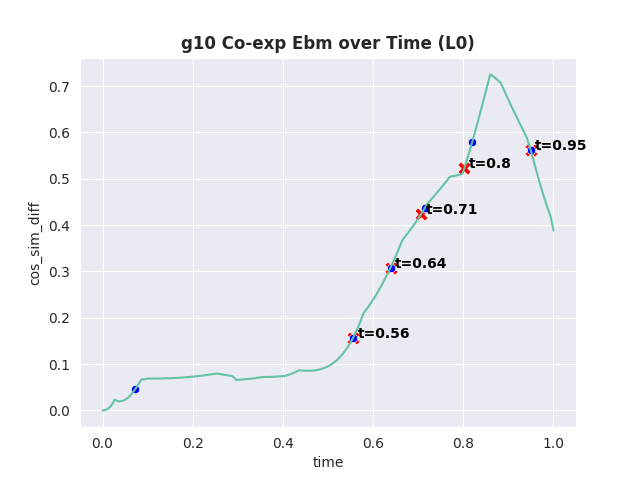 g10 Co-exp Ebm over Time (L0)
cos_sim_diff
0.7
0.6
0.5
0.4
0.3
0.2
0.1
0.0
t=0.95
t=0.8
t=0.71
t=0.64
t=0.56
0.0 0.2 0.4 0.6 0.8 1.0
time